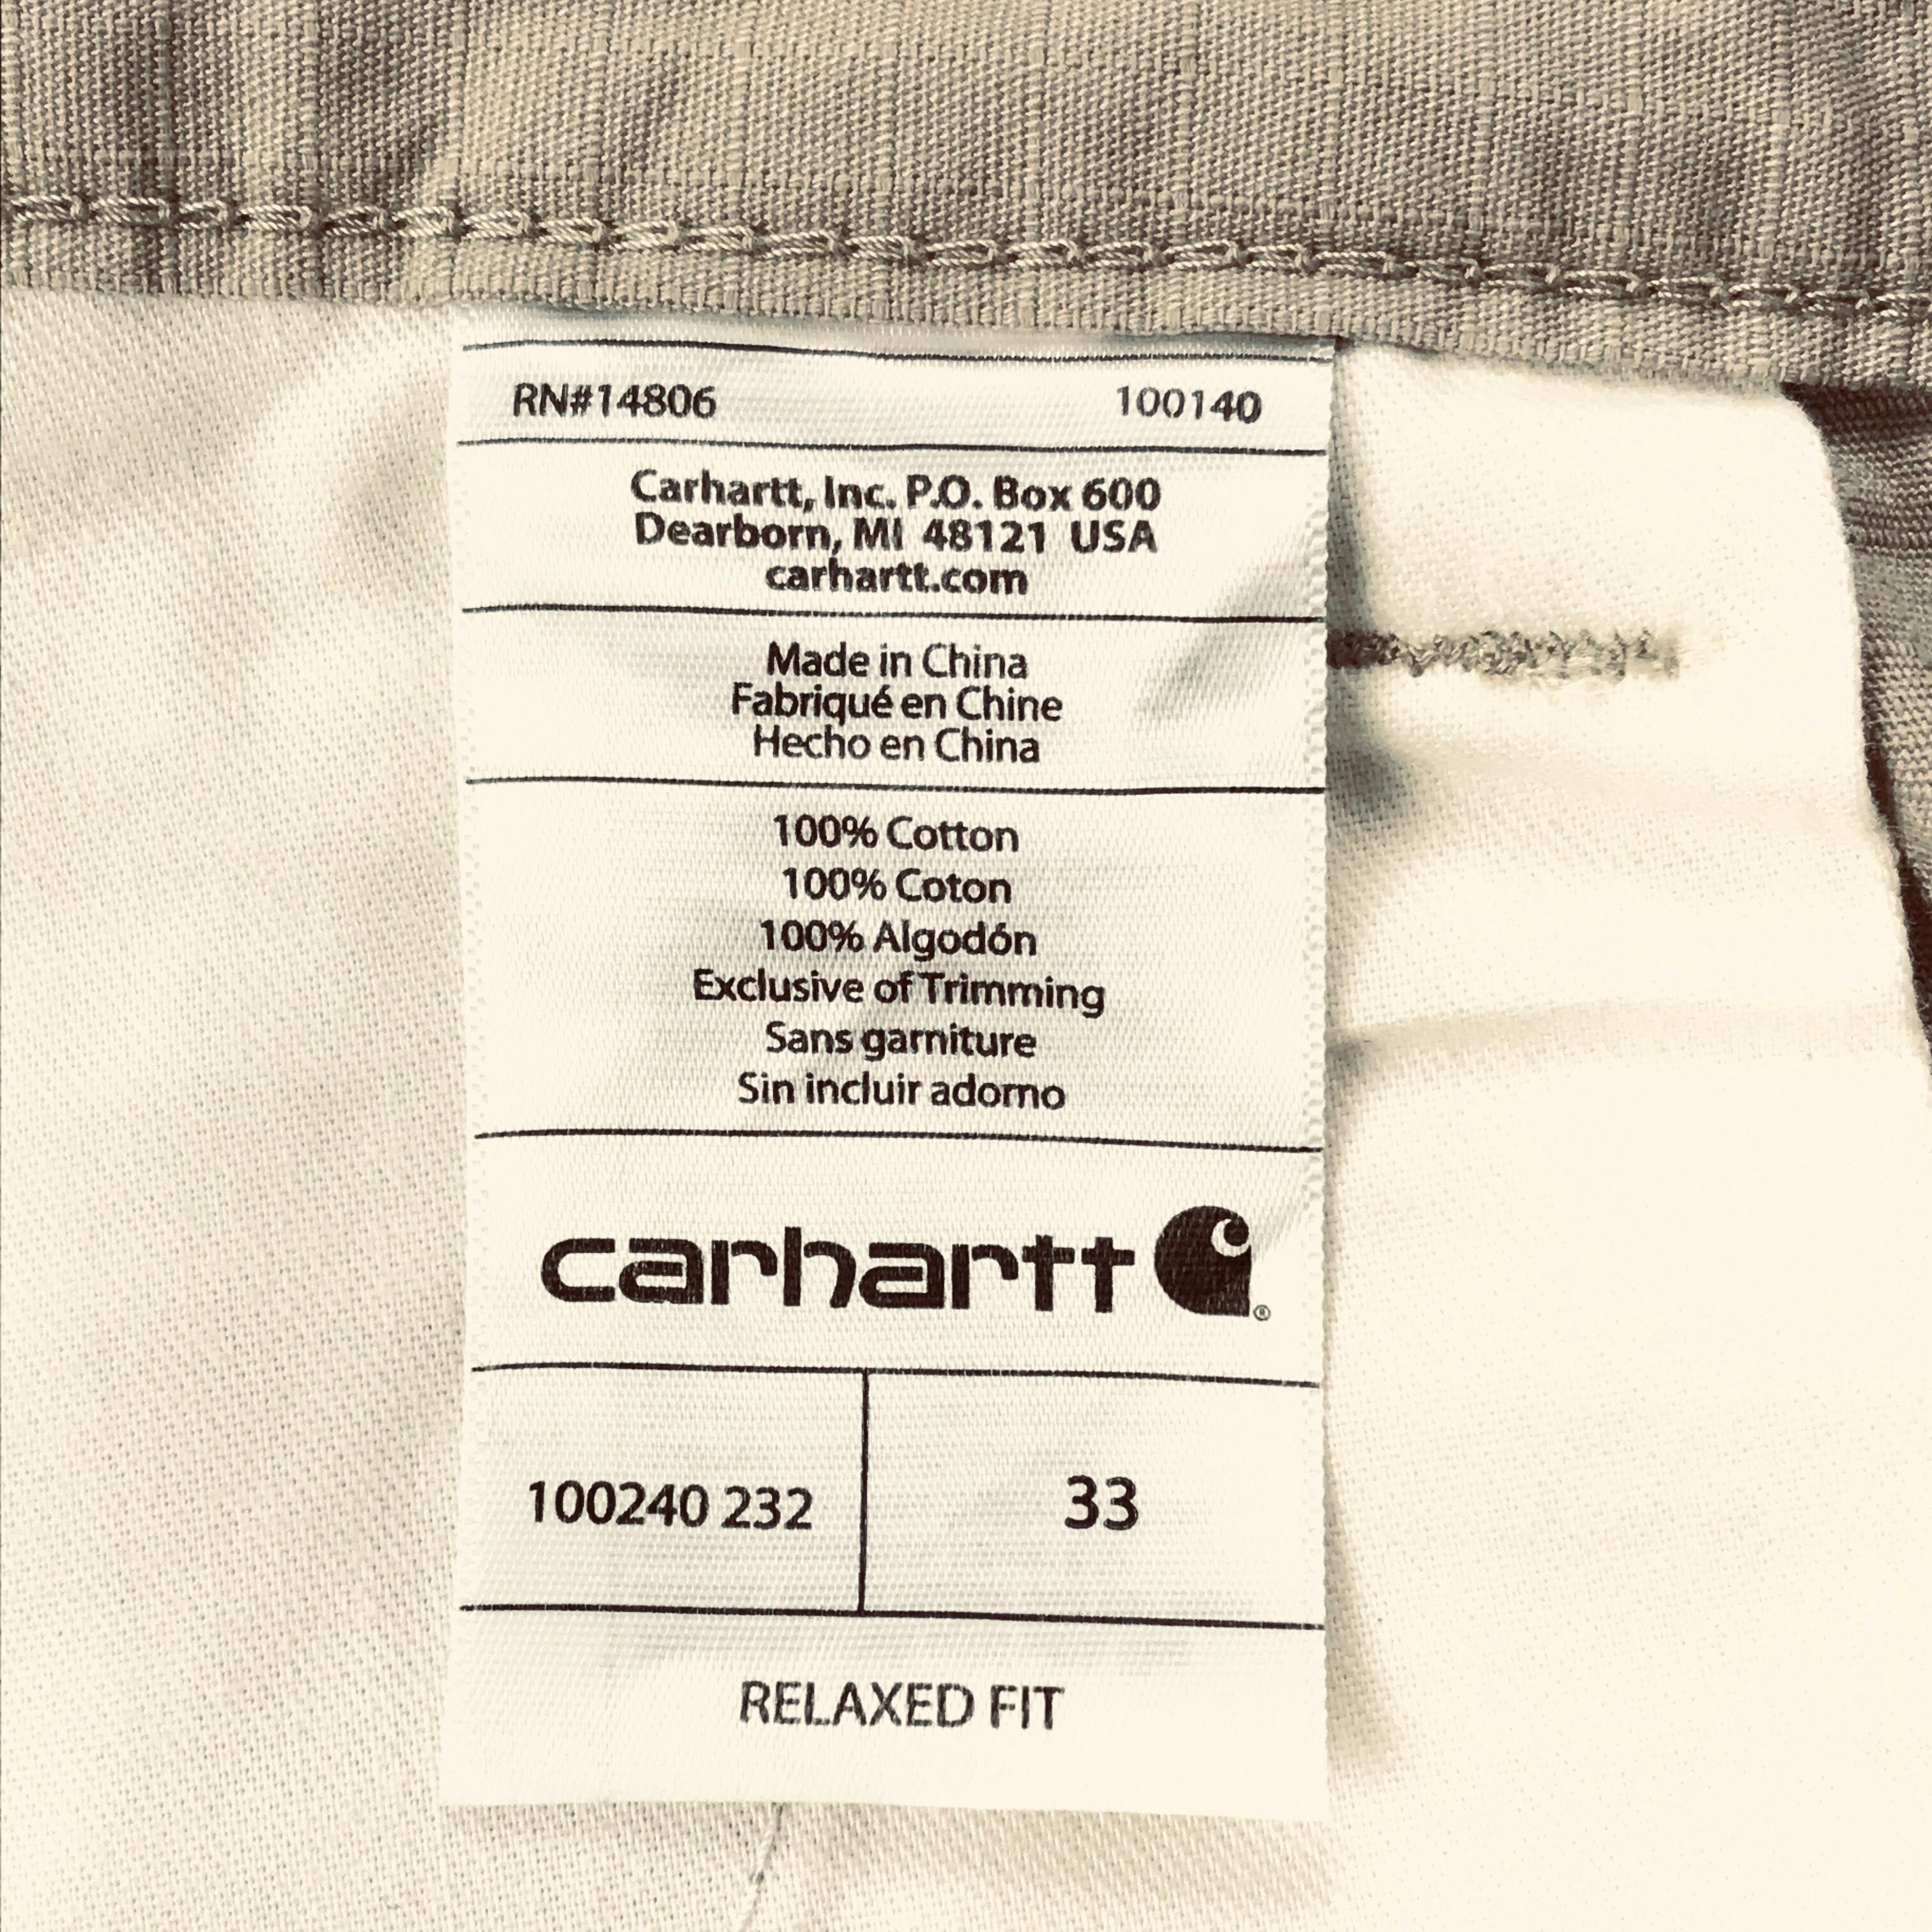 RN#14806 100140
Carhartt, Inc. P.O. Box 600
Dearborn, MI 48121 USA
carhartt.com
Made in China
Fabriqué en Chine
Hecho en China
100% Cotton
100% Coton
100% Algodón
Exclusive of Trimming
Sans garniture
Sin incluir adorno
carhartt ®
100240 232 33
RELAXED FIT